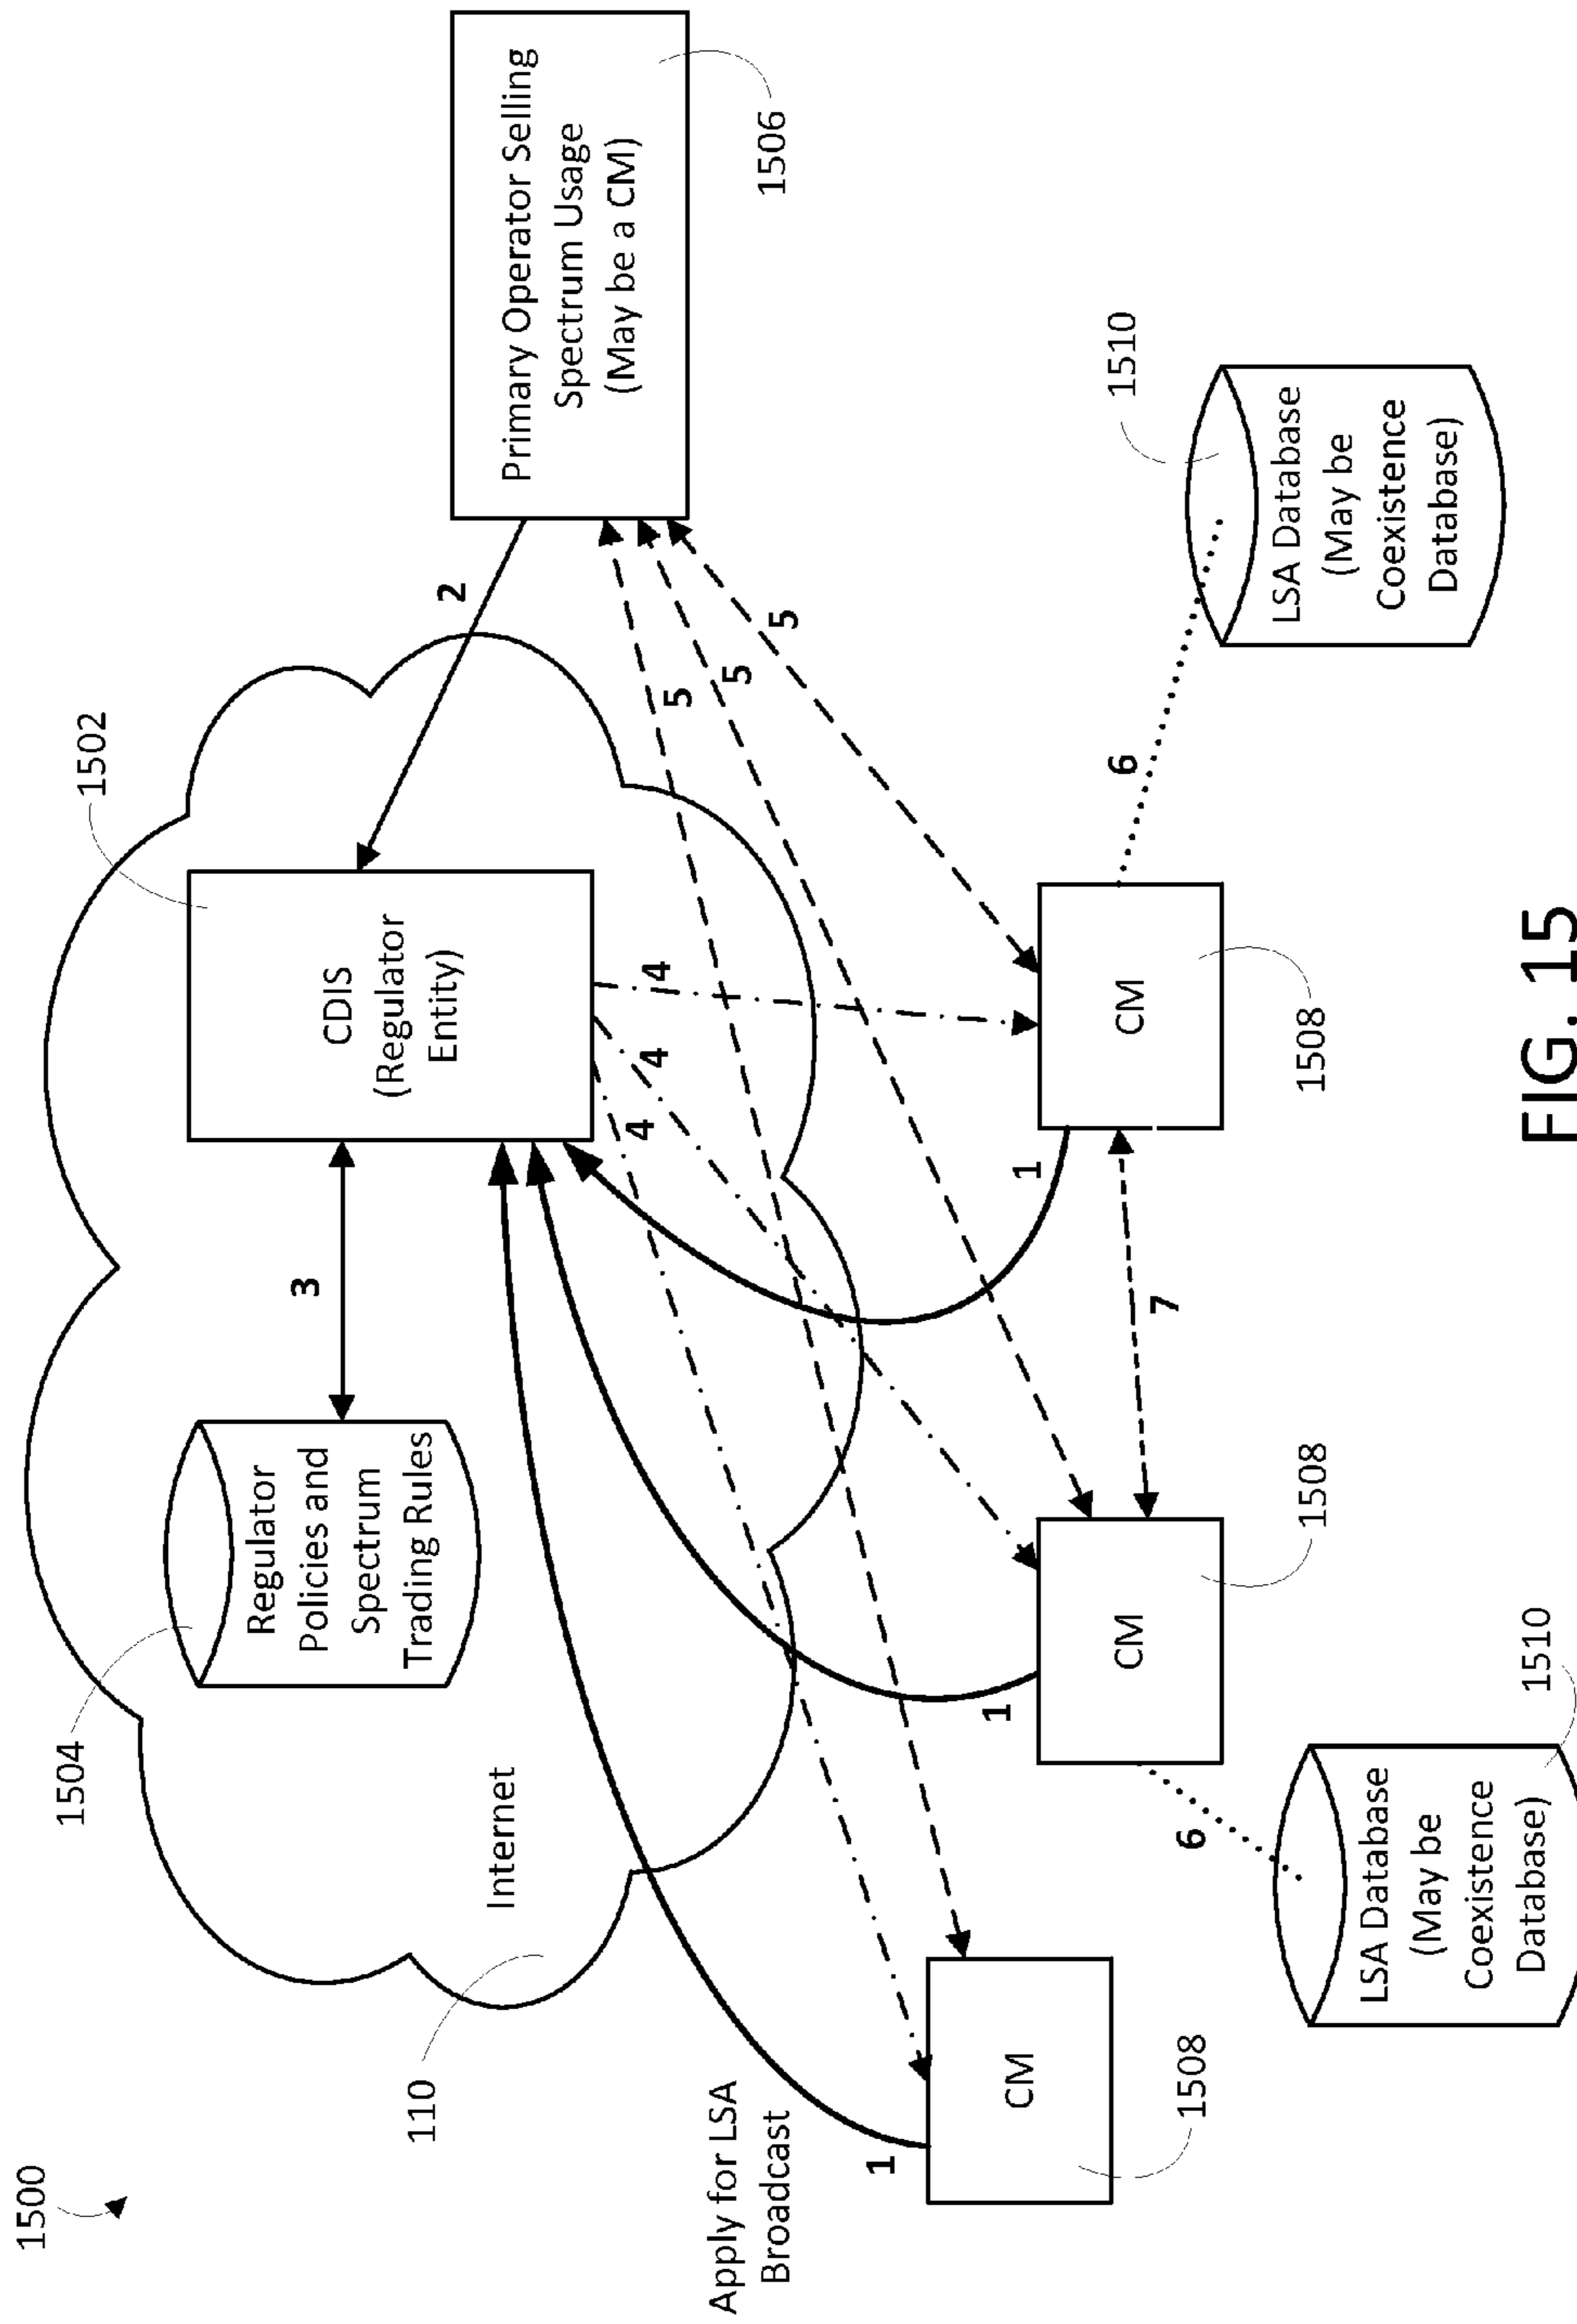 1500
110
Internet
1504
Regulator
Policies and
Spectrum
Trading Rules
3
1502
CDIS
(Regulator
Entity)
2
Primary Operator Selling
Spectrum Usage
(May be a CM)
1506
4
4
4
5
5
5
Apply for LSA
Broadcast
1
CM
1508
1
CM
1508
1
CM
1508
7
6
LSA Database
(May be
Coexistence
Database)
1510
6
LSA Database
(May be
Coexistence
Database)
1510
FIG. 15